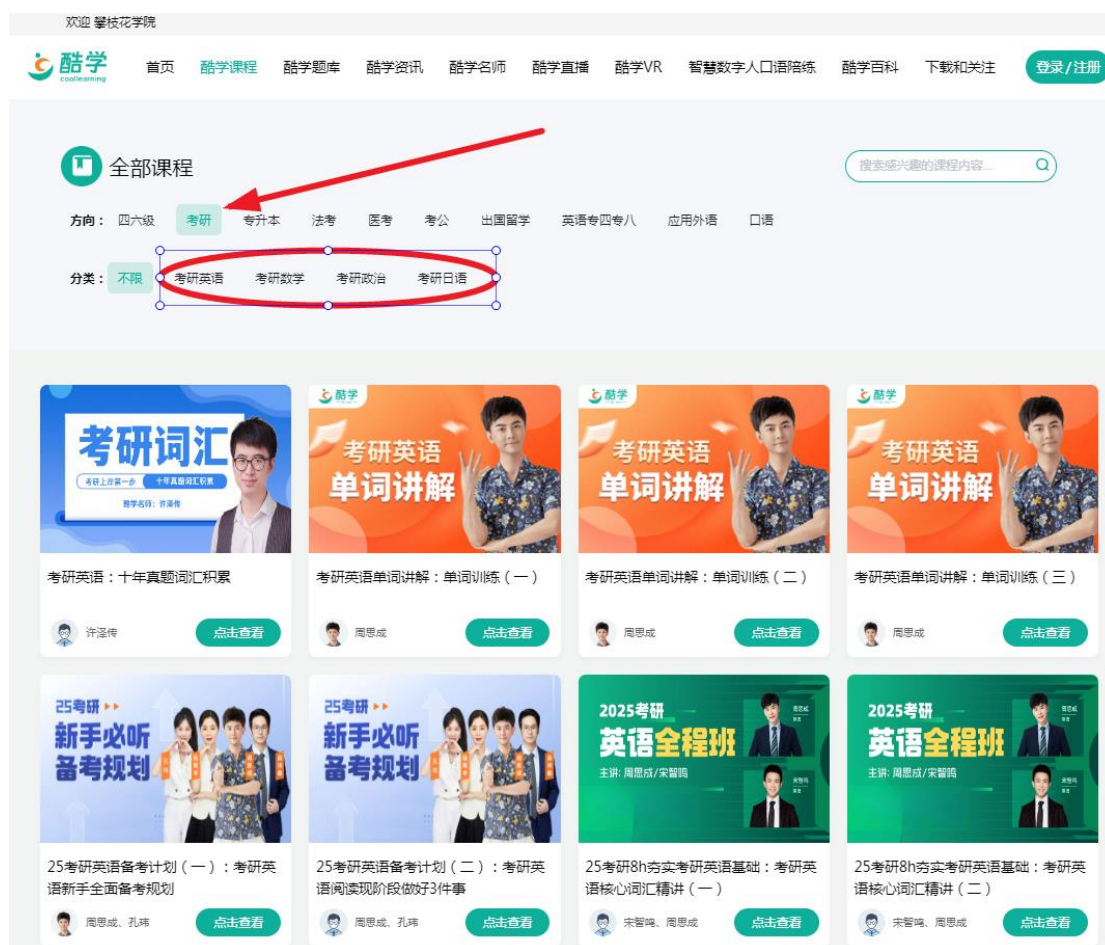 欢迎 攀枝花学院
酷学
coollearning
首页 酷学课程 酷学题库 酷学资讯 酷学名师 酷学直播 酷学VR 智慧数字人口语陪练 酷学百科 下载和关注 登录/注册
全部课程
搜索感兴趣的课程内容...
方向： 四六级 考研 专升本 法考 医考 考公 出国留学 英语专四专八 应用外语 口语
分类： 不限 考研英语 考研数学 考研政治 考研日语
考研词汇
考研上岸第一步 十年真题词汇积累
酷学名师：许泽传
考研英语：十年真题词汇积累
许泽传 点击查看
酷学
考研英语
单词讲解
考研英语单词讲解：单词训练（一）
周思成 点击查看
酷学
考研英语
单词讲解
考研英语单词讲解：单词训练（二）
周思成 点击查看
酷学
考研英语
单词讲解
考研英语单词讲解：单词训练（三）
周思成 点击查看
25考研
新手必听
备考规划
25考研英语备考计划（一）：考研英
语新手全面备考规划
周思成、孔玮 点击查看
25考研
新手必听
备考规划
25考研英语备考计划（二）：考研英
语阅读现阶段做好3件事
周思成、孔玮 点击查看
2025考研
英语全程班
主讲: 周思成/宋智鸣
周思成
宋智鸣
25考研8h夯实考研英语基础：考研英
语核心词汇精讲（一）
宋智鸣、周思成 点击查看
2025考研
英语全程班
主讲: 周思成/宋智鸣
周思成
宋智鸣
25考研8h夯实考研英语基础：考研英
语核心词汇精讲（二）
宋智鸣、周思成 点击查看